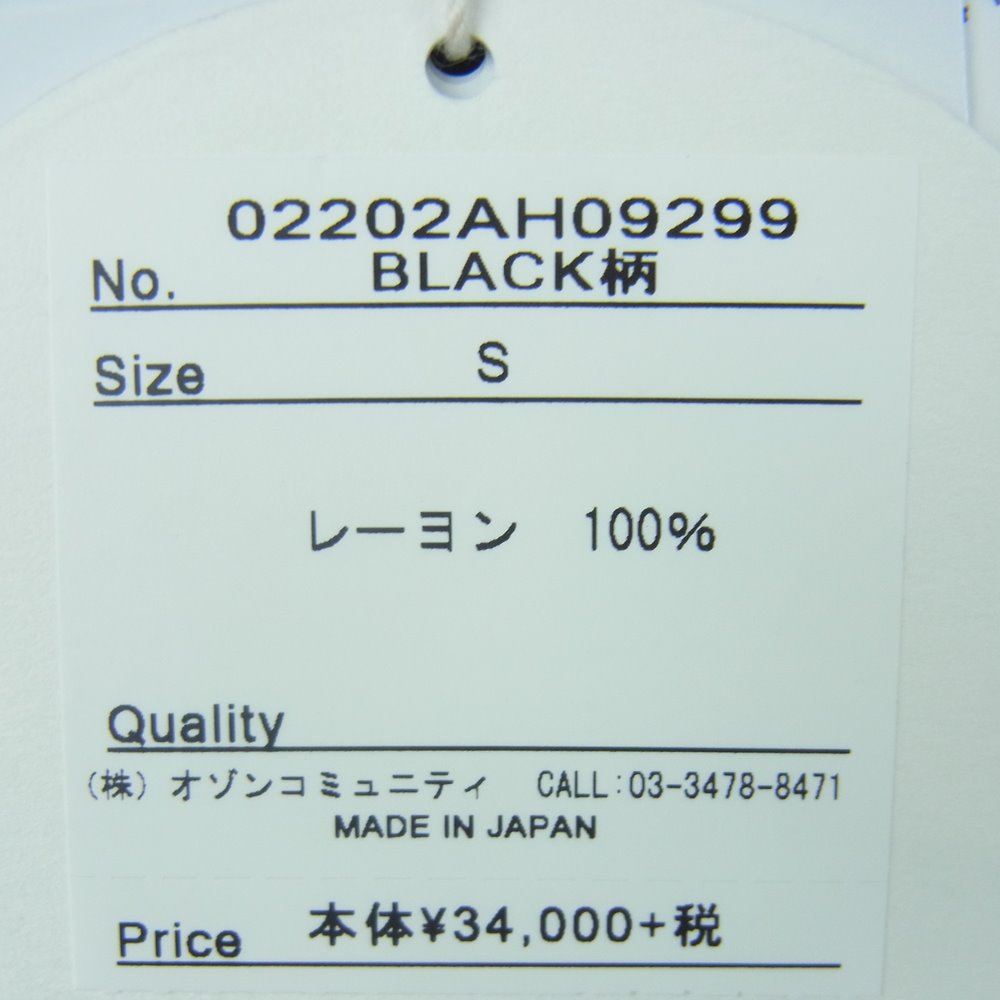 02202AH09299
No. BLACK柄
Size S
レーヨン 100%
Quality
(株) オゾンコミュニティ CALL:03-3478-8471
MADE IN JAPAN
Price 本体¥34,000+税